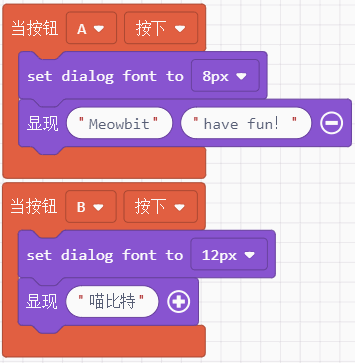 当按钮 A 按下
set dialog font to 8px
显现 "Meowbit" "have fun! "
当按钮 B 按下
set dialog font to 12px
显现 "喵比特"